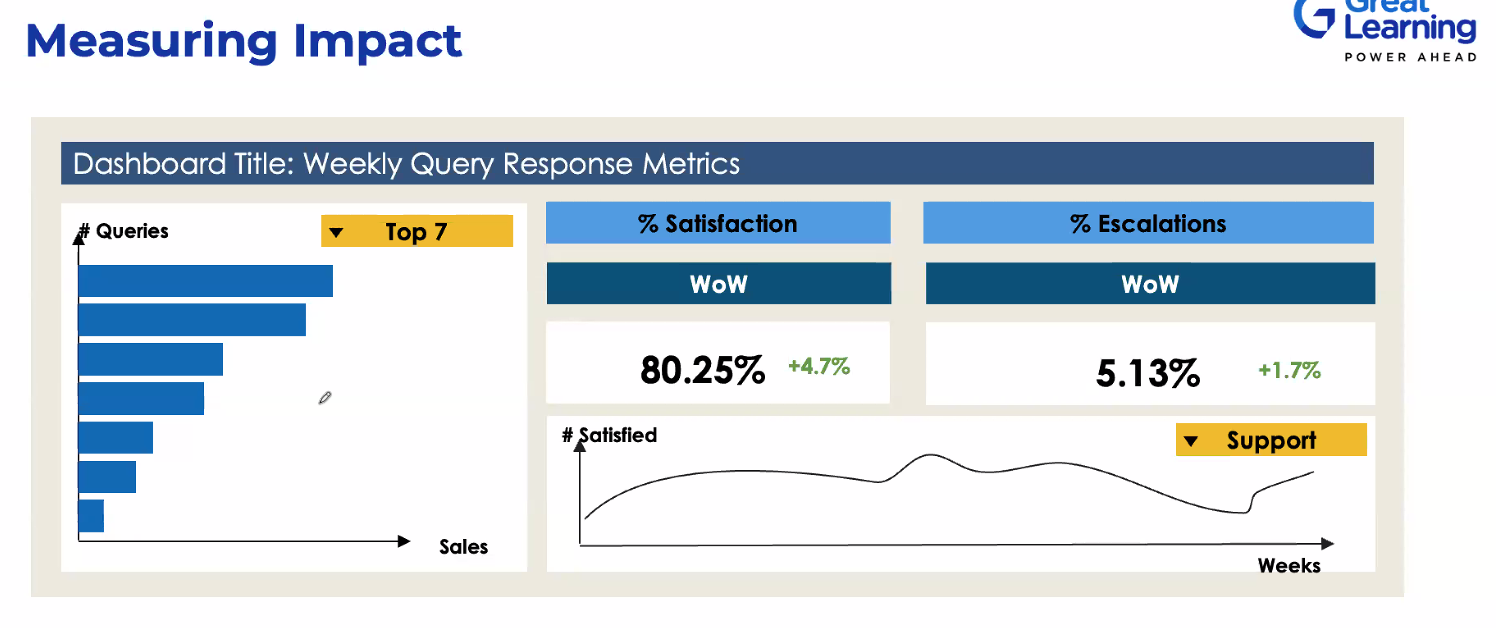 Measuring Impact
Great
Learning
POWER AHEAD
Dashboard Title: Weekly Query Response Metrics
# Queries
Top 7
Sales
% Satisfaction
WoW
80.25% +4.7%
% Escalations
WoW
5.13% +1.7%
# Satisfied
Support
Weeks